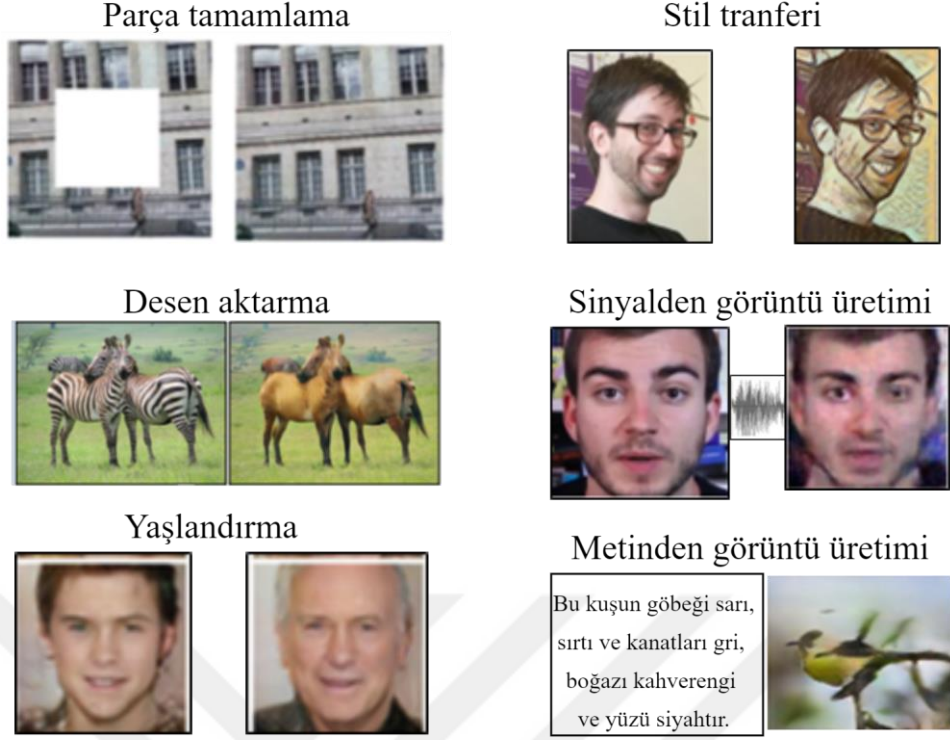 Parça tamamlama
Stil tranferi
Desen aktarma
Sinyalden görüntü üretimi
Yaşlandırma
Metinden görüntü üretimi
Bu kuşun göbeği sarı,
sırtı ve kanatları gri,
boğazı kahverengi
ve yüzü siyahtır.